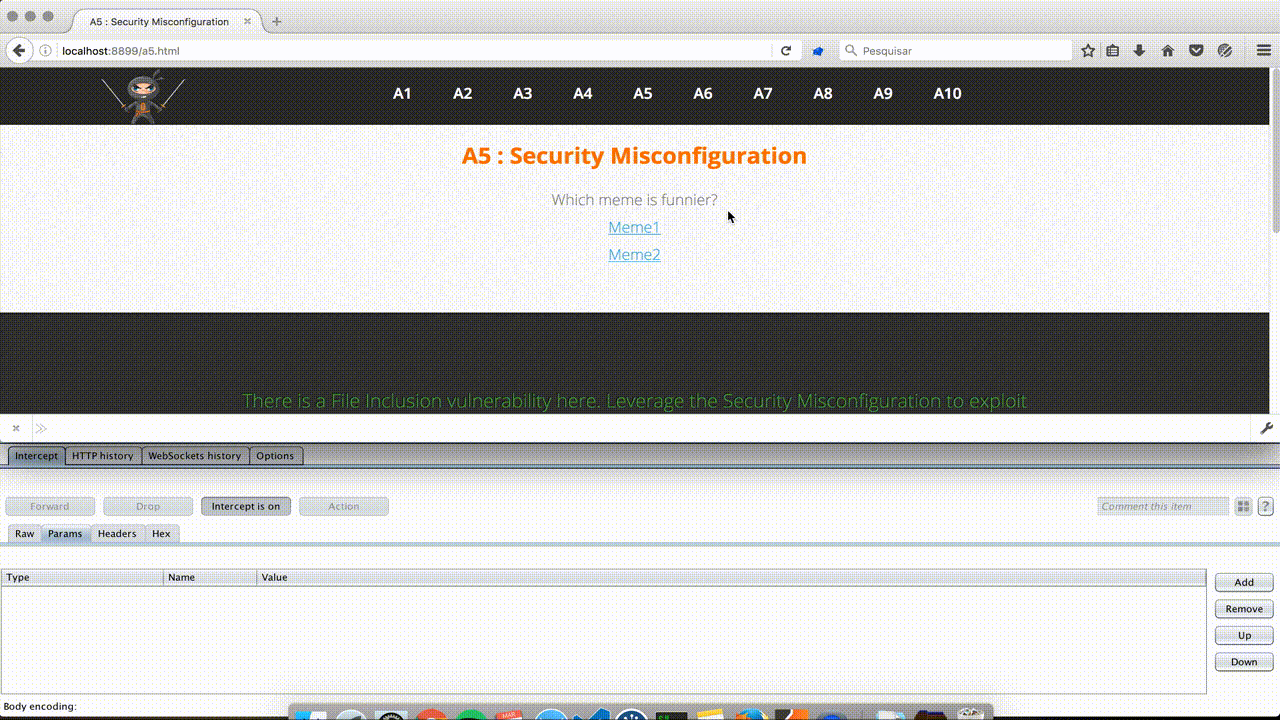 A5 : Security Misconfiguration
localhost:8899/a5.html
Pesquisar
A1 A2 A3 A4 A5 A6 A7 A8 A9 A10
A5 : Security Misconfiguration
Which meme is funnier?
Meme1
Meme2
There is a File Inclusion vulnerability here. Leverage the Security Misconfiguration to exploit
Intercept HTTP history WebSockets history Options
Forward Drop Intercept is on Action Comment this item ?
Raw Params Headers Hex
Type Name Value
Add
Remove
Up
Down
Body encoding:
MAR